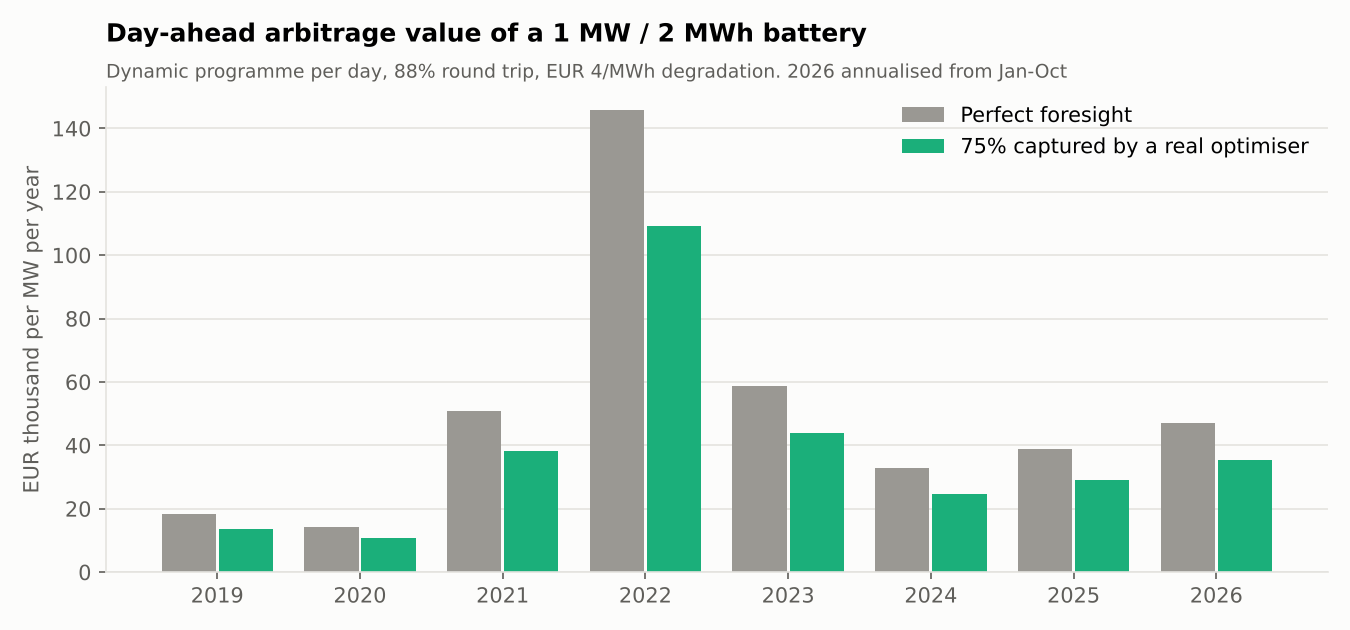 Day-ahead arbitrage value of a 1 MW / 2 MWh battery
Dynamic programme per day, 88% round trip, EUR 4/MWh degradation. 2026 annualised from Jan-Oct
Perfect foresight
75% captured by a real optimiser
EUR thousand per MW per year
140
120
100
80
60
40
20
0
2019 2020 2021 2022 2023 2024 2025 2026